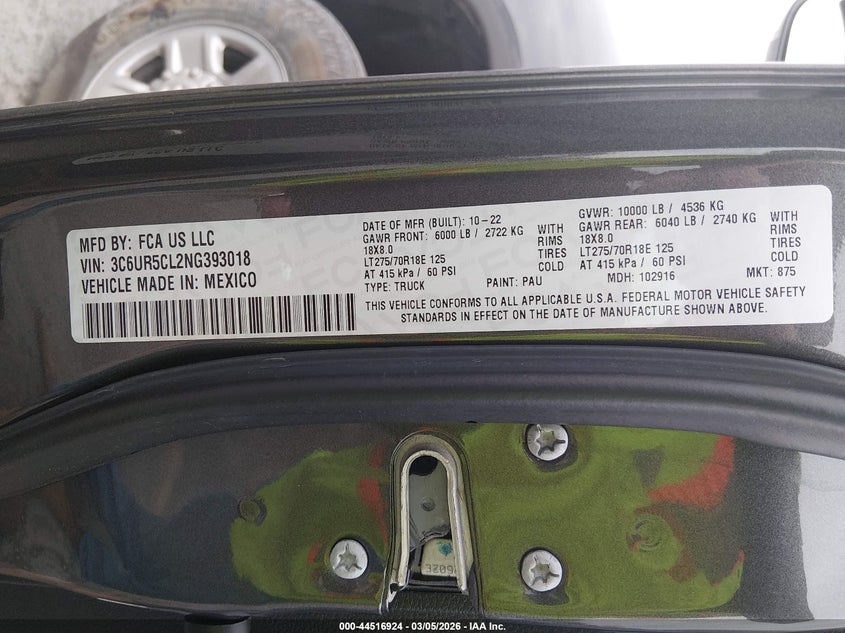 MFD BY: FCA US LLC
VIN: 3C6UR5CL2NG393018
VEHICLE MADE IN: MEXICO
DATE OF MFR (BUILT): 10-22
GAWR FRONT: 6000 LB / 2722 KG WITH
18X8.0 RIMS
LT275/70R18E 125 TIRES
AT 415 kPa / 60 PSI COLD
TYPE: TRUCK PAINT: PAU
GVWR: 10000 LB / 4536 KG
GAWR REAR: 6040 LB / 2740 KG WITH
18X8.0 RIMS
LT275/70R18E 125 TIRES
AT 415 kPa / 60 PSI COLD
MDH: 102916 MKT: 875
THIS VEHICLE CONFORMS TO ALL APPLICABLE U.S.A. FEDERAL MOTOR VEHICLE SAFETY
STANDARDS IN EFFECT ON THE DATE OF MANUFACTURE SHOWN ABOVE.
000-44516924 - 03/05/2026 - IAA Inc.